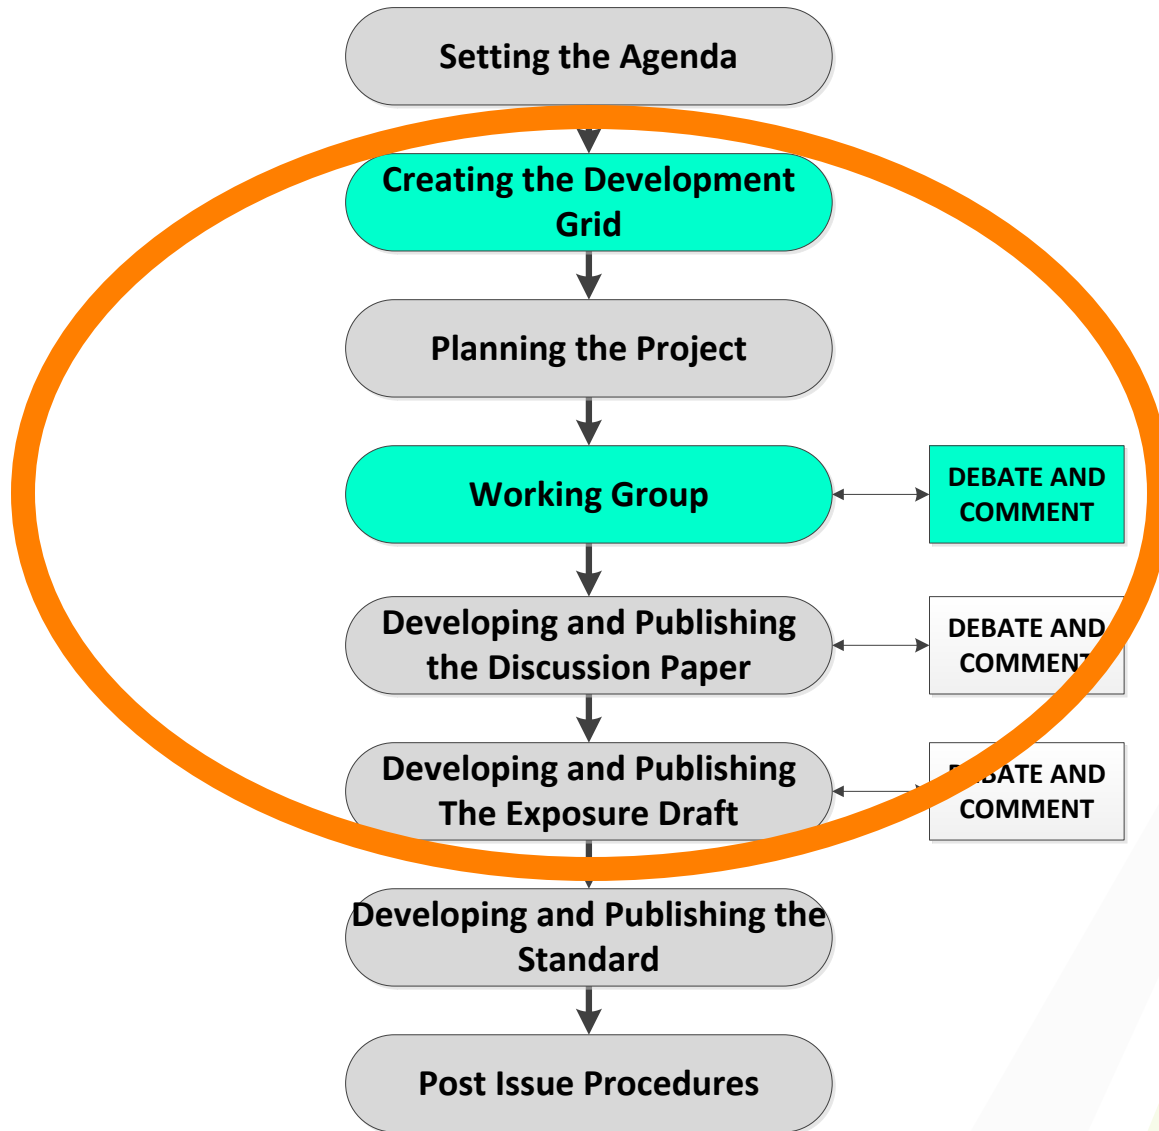 Setting the Agenda
Creating the Development
Grid
Planning the Project
Working Group
DEBATE AND
COMMENT
Developing and Publishing
the Discussion Paper
DEBATE AND
COMMENT
Developing and Publishing
The Exposure Draft
DEBATE AND
COMMENT
Developing and Publishing the
Standard
Post Issue Procedures